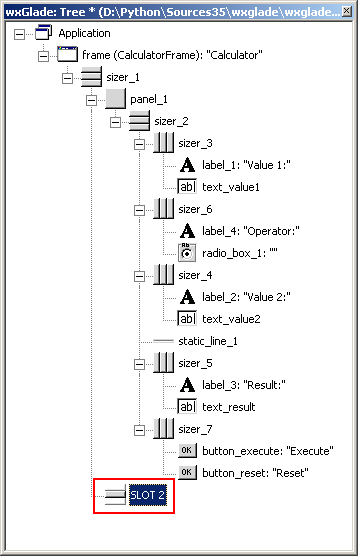 wxGlade: Tree * (D:\Python\Sources35\wxglade\wxglade...
Application
frame (CalculatorFrame): "Calculator"
sizer_1
panel_1
sizer_2
sizer_3
A label_1: "Value 1:"
ab| text_value1
sizer_6
A label_4: "Operator:"
Rb radio_box_1: ""
sizer_4
A label_2: "Value 2:"
ab| text_value2
static_line_1
sizer_5
A label_3: "Result:"
ab| text_result
sizer_7
OK button_execute: "Execute"
OK button_reset: "Reset"
SLOT 2